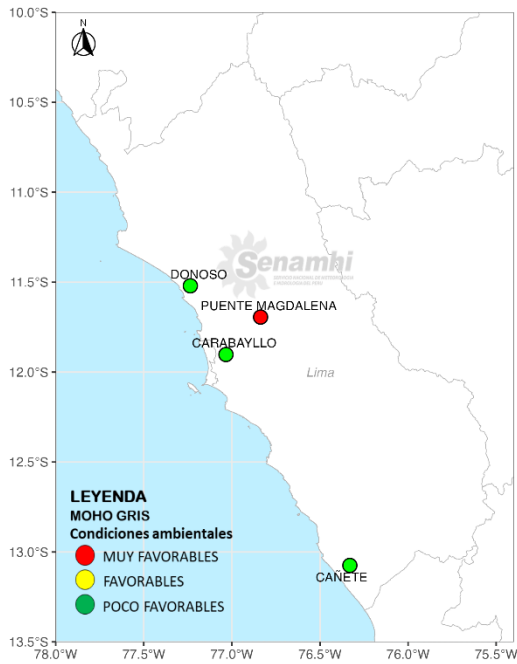 10.0°S
N
10.5°S
11.0°S
Senamhi
11.5°S
DONOSO
PUENTE MAGDALENA
CARABAYLLO
12.0°S
Lima
12.5°S
LEYENDA
MOHO GRIS
Condiciones ambientales
13.0°S
MUY FAVORABLES
CAÑETE
FAVORABLES
POCO FAVORABLES
13.5°S
78.0°W 77.5°W 77.0°W 76.5°W 76.0°W 75.5°W